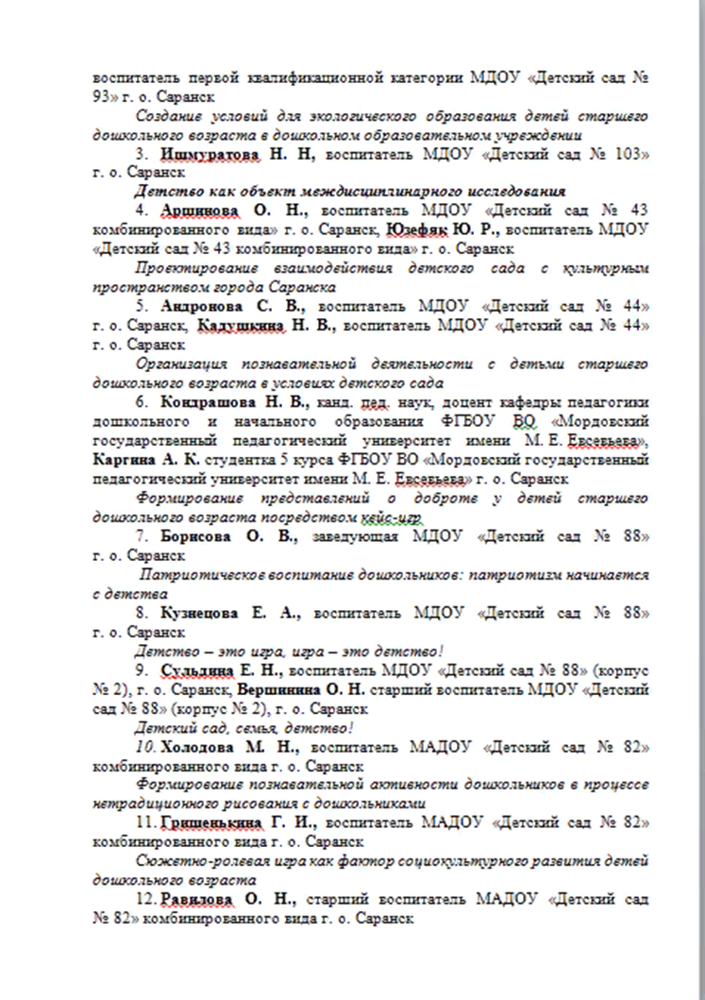 воспитатель первой квалификационной категории МДОУ «Детский сад №
93» г. о. Саранск
Создание условий для экологического образования детей старшего
дошкольного возраста в дошкольном образовательном учреждении
3. Ишмуратова Н. Н, воспитатель МДОУ «Детский сад № 103»
г. о. Саранск
Детство как объект междисциплинарного исследования
4. Аршинова О. Н., воспитатель МДОУ «Детский сад № 43
комбинированного вида» г. о. Саранск, Юзефяк Ю. Р., воспитатель МДОУ
«Детский сад № 43 комбинированного вида» г. о. Саранск
Проектирование взаимодействия детского сада с культурным
пространством города Саранска
5. Андронова С. В., воспитатель МДОУ «Детский сад № 44»
г. о. Саранск, Кадушкина Н. В., воспитатель МДОУ «Детский сад № 44»
г. о. Саранск
Организация познавательной деятельности с детьми старшего
дошкольного возраста в условиях детского сада
6. Кондрашова Н. В., канд. пед. наук, доцент кафедры педагогики
дошкольного и начального образования ФГБОУ ВО «Мордовский
государственный педагогический университет имени М. Е. Евсевьева»,
Каргина А. К. студентка 5 курса ФГБОУ ВО «Мордовский государственный
педагогический университет имени М. Е. Евсевьева» г. о. Саранск
Формирование представлений о доброте у детей старшего
дошкольного возраста посредством кейс-игр
7. Борисова О. В., заведующая МДОУ «Детский сад № 88»
г. о. Саранск
Патриотическое воспитание дошкольников: патриотизм начинается
с детства
8. Кузнецова Е. А., воспитатель МДОУ «Детский сад № 88»
г. о. Саранск
Детство – это игра, игра – это детство!
9. Сульдина Е. Н., воспитатель МДОУ «Детский сад № 88» (корпус
№ 2), г. о. Саранск, Вершинина О. Н. старший воспитатель МДОУ «Детский
сад № 88» (корпус № 2), г. о. Саранск
Детский сад, семья, детство!
10. Холодова М. Н., воспитатель МАДОУ «Детский сад № 82»
комбинированного вида г. о. Саранск
Формирование познавательной активности дошкольников в процессе
нетрадиционного рисования с дошкольниками
11. Гришенькина Г. И., воспитатель МАДОУ «Детский сад № 82»
комбинированного вида г. о. Саранск
Сюжетно-ролевая игра как фактор социокультурного развития детей
дошкольного возраста
12. Равилова О. Н., старший воспитатель МАДОУ «Детский сад
№ 82» комбинированного вида г. о. Саранск